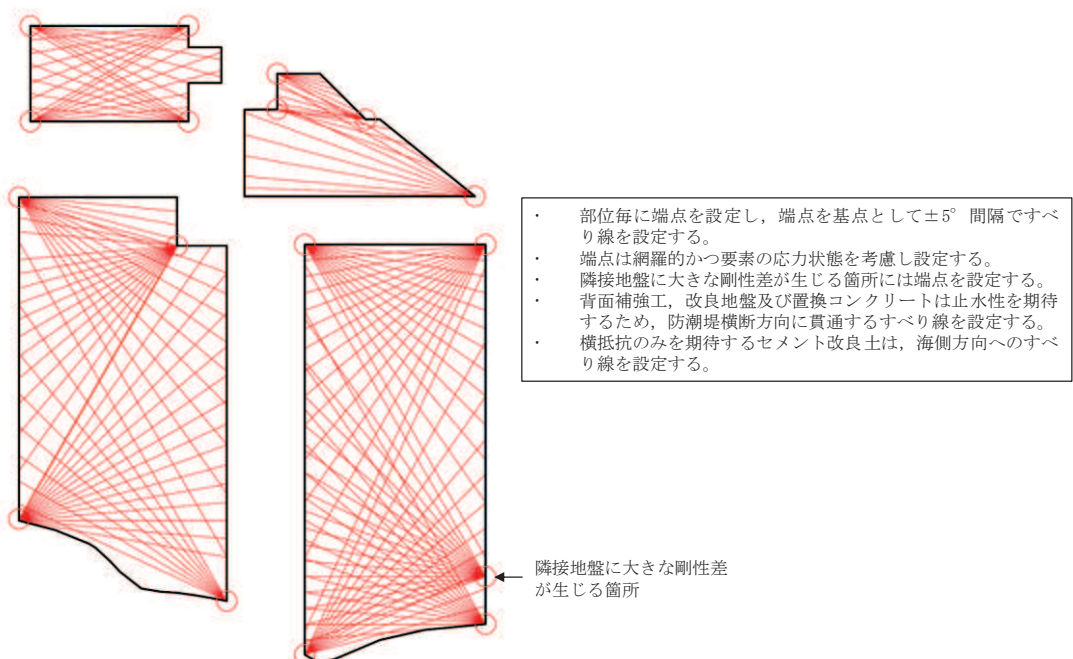 ・ 部位毎に端点を設定し，端点を基点として±5° 間隔ですべ
り線を設定する。
・ 端点は網羅的かつ要素の応力状態を考慮し設定する。
・ 隣接地盤に大きな剛性差が生じる箇所には端点を設定する。
・ 背面補強工，改良地盤及び置換コンクリートは止水性を期待
するため，防潮堤横断方向に貫通するすべり線を設定する。
・ 横抵抗のみを期待するセメント改良土は，海側方向へのすべ
り線を設定する。
隣接地盤に大きな剛性差
が生じる箇所